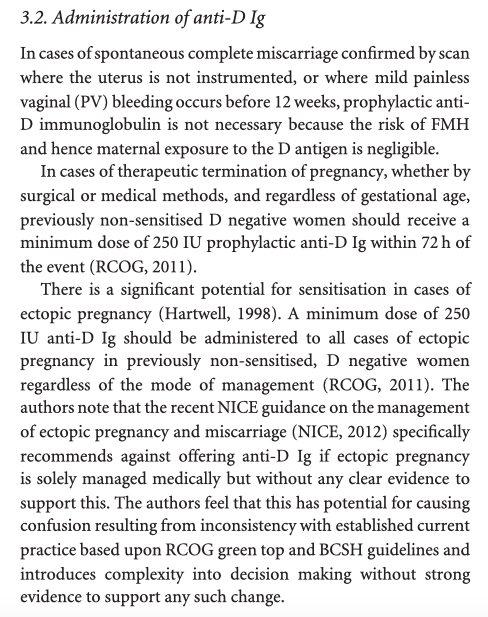 3.2. Administration of anti-D Ig
In cases of spontaneous complete miscarriage confirmed by scan
where the uterus is not instrumented, or where mild painless
vaginal (PV) bleeding occurs before 12 weeks, prophylactic anti-
D immunoglobulin is not necessary because the risk of FMH
and hence maternal exposure to the D antigen is negligible.
In cases of therapeutic termination of pregnancy, whether by
surgical or medical methods, and regardless of gestational age,
previously non-sensitised D negative women should receive a
minimum dose of 250 IU prophylactic anti-D Ig within 72 h of
the event (RCOG, 2011).
There is a significant potential for sensitisation in cases of
ectopic pregnancy (Hartwell, 1998). A minimum dose of 250
IU anti-D Ig should be administered to all cases of ectopic
pregnancy in previously non-sensitised, D negative women
regardless of the mode of management (RCOG, 2011). The
authors note that the recent NICE guidance on the management
of ectopic pregnancy and miscarriage (NICE, 2012) specifically
recommends against offering anti-D Ig if ectopic pregnancy
is solely managed medically but without any clear evidence to
support this. The authors feel that this has potential for causing
confusion resulting from inconsistency with established current
practice based upon RCOG green top and BCSH guidelines and
introduces complexity into decision making without strong
evidence to support any such change.